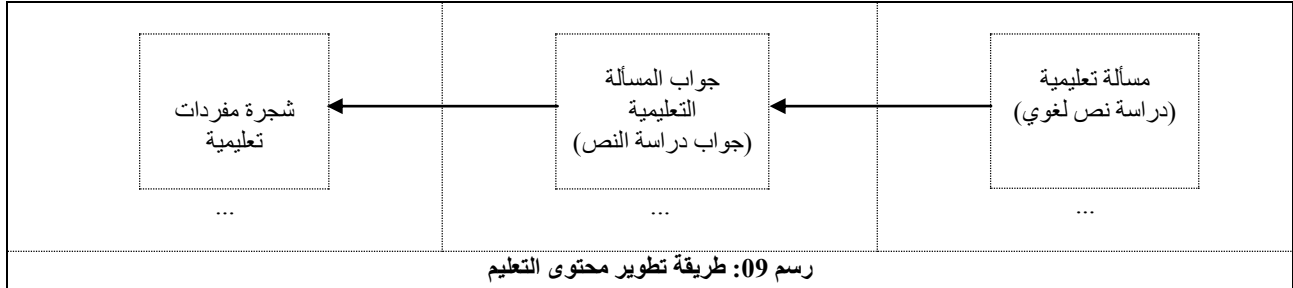 مسألة تعليمية
(دراسة نص لغوي)
...
جواب المسألة
التعليمية
(جواب دراسة النص)
...
شجرة مفردات
تعليمية
...
رسم 09: طريقة تطوير محتوى التعليم